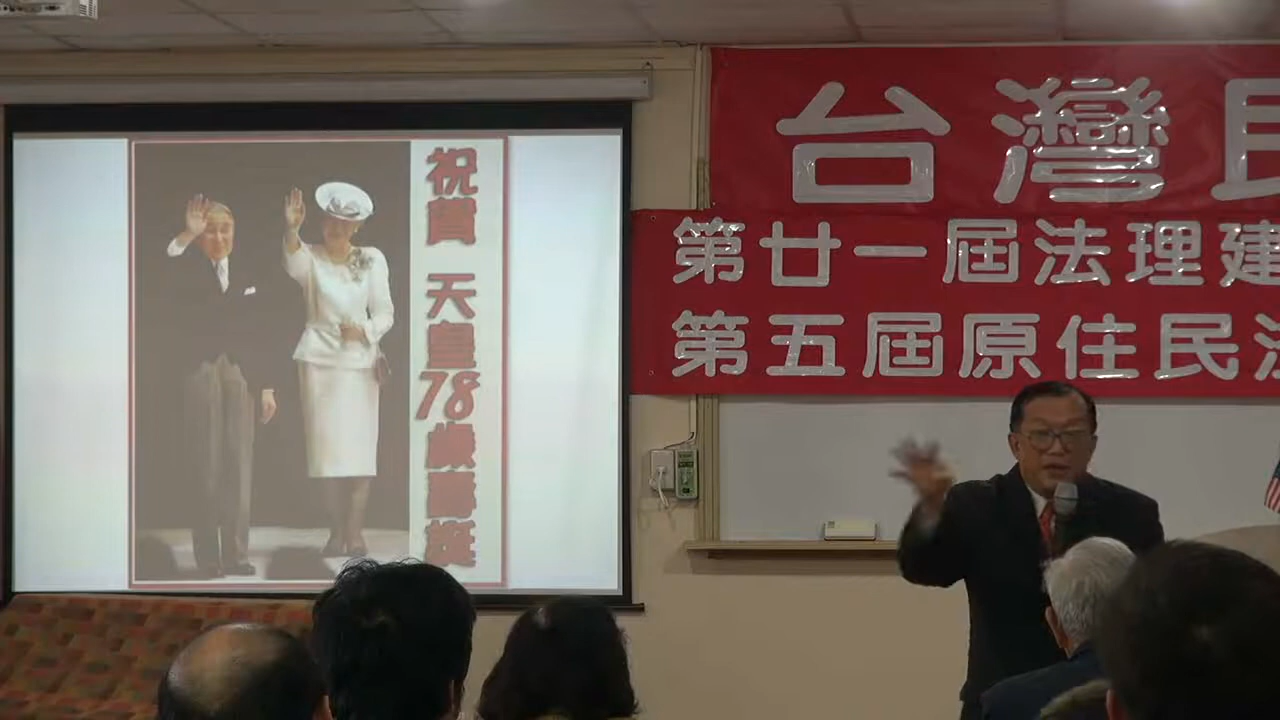 祝賀 天皇78歲壽誕
台灣民
第廿一屆法理建
第五屆原住民法